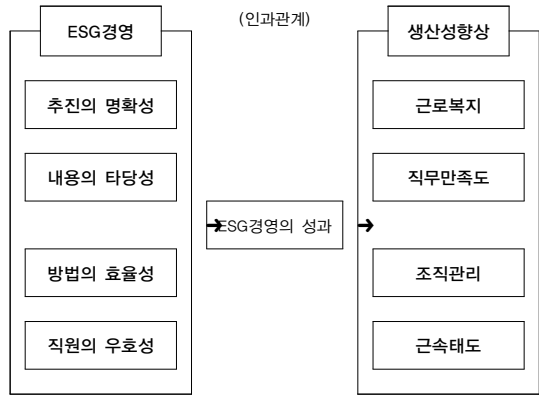 ESG경영
(인과관계)
생산성향상
추진의 명확성
근로복지
내용의 타당성
직무만족도
ESG경영의 성과
방법의 효율성
조직관리
직원의 우호성
근속태도